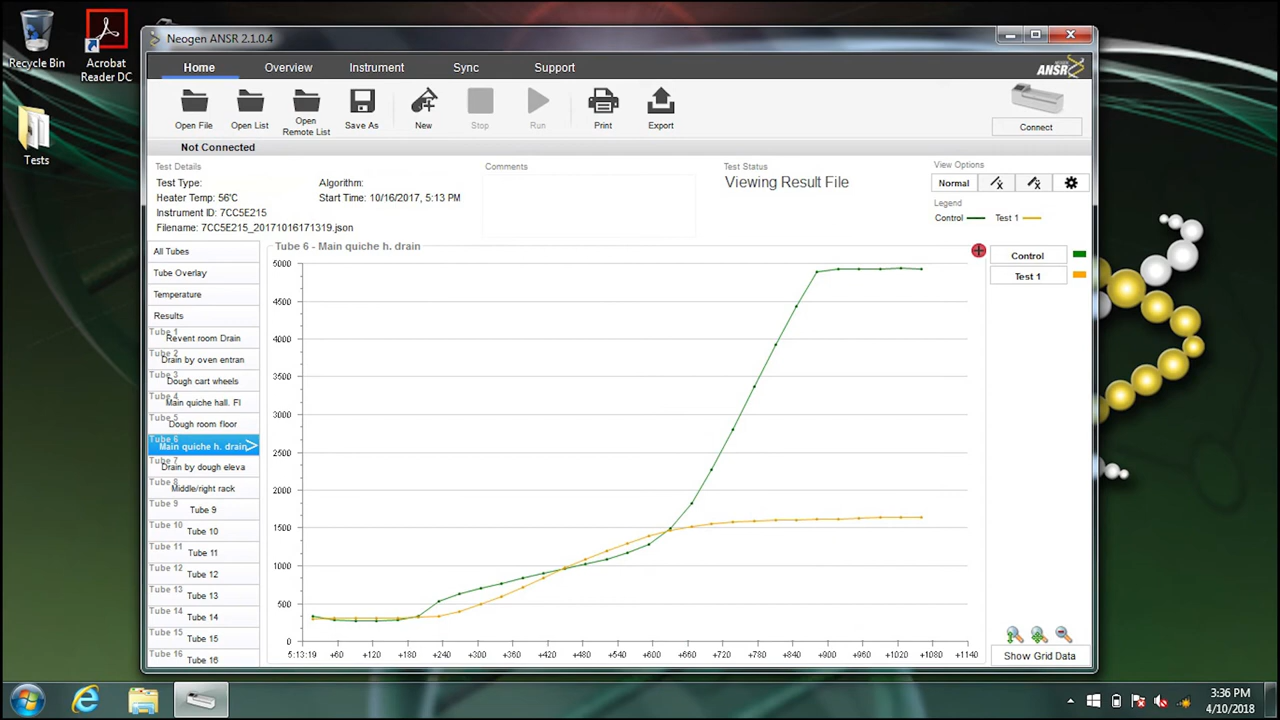 Recycle Bin
Acrobat
Reader DC
Tests
Neogen ANSR 2.1.0.4
Home Overview Instrument Sync Support
ANSR
Open File Open List Open Remote List Save As New Stop Run Print Export
Connect
Not Connected
Test Details
Test Type:
Algorithm:
Heater Temp: 56°C
Start Time: 10/16/2017, 5:13 PM
Instrument ID: 7CC5E215
Filename: 7CC5E215_20171016171319.json
Comments
Test Status
Viewing Result File
View Options
Normal
Legend
Control
Test 1
All Tubes
Tube Overlay
Temperature
Results
Tube 1
Revent room Drain
Tube 2
Drain by oven entran
Tube 3
Dough cart wheels
Tube 4
Main quiche hall. Fl
Tube 5
Dough room floor
Tube 6
Main quiche h. drain
Tube 7
Drain by dough eleva
Tube 8
Middle/right rack
Tube 9
Tube 9
Tube 10
Tube 10
Tube 11
Tube 11
Tube 12
Tube 12
Tube 13
Tube 13
Tube 14
Tube 14
Tube 15
Tube 15
Tube 16
Tube 16
Tube 6 - Main quiche h. drain
5000
4500
4000
3500
3000
2500
2000
1500
1000
500
0
5:13:19 +60 +120 +180 +240 +300 +360 +420 +480 +540 +600 +660 +720 +780 +840 +900 +960 +1020 +1080 +1140
Control
Test 1
Show Grid Data
3:36 PM
4/10/2018